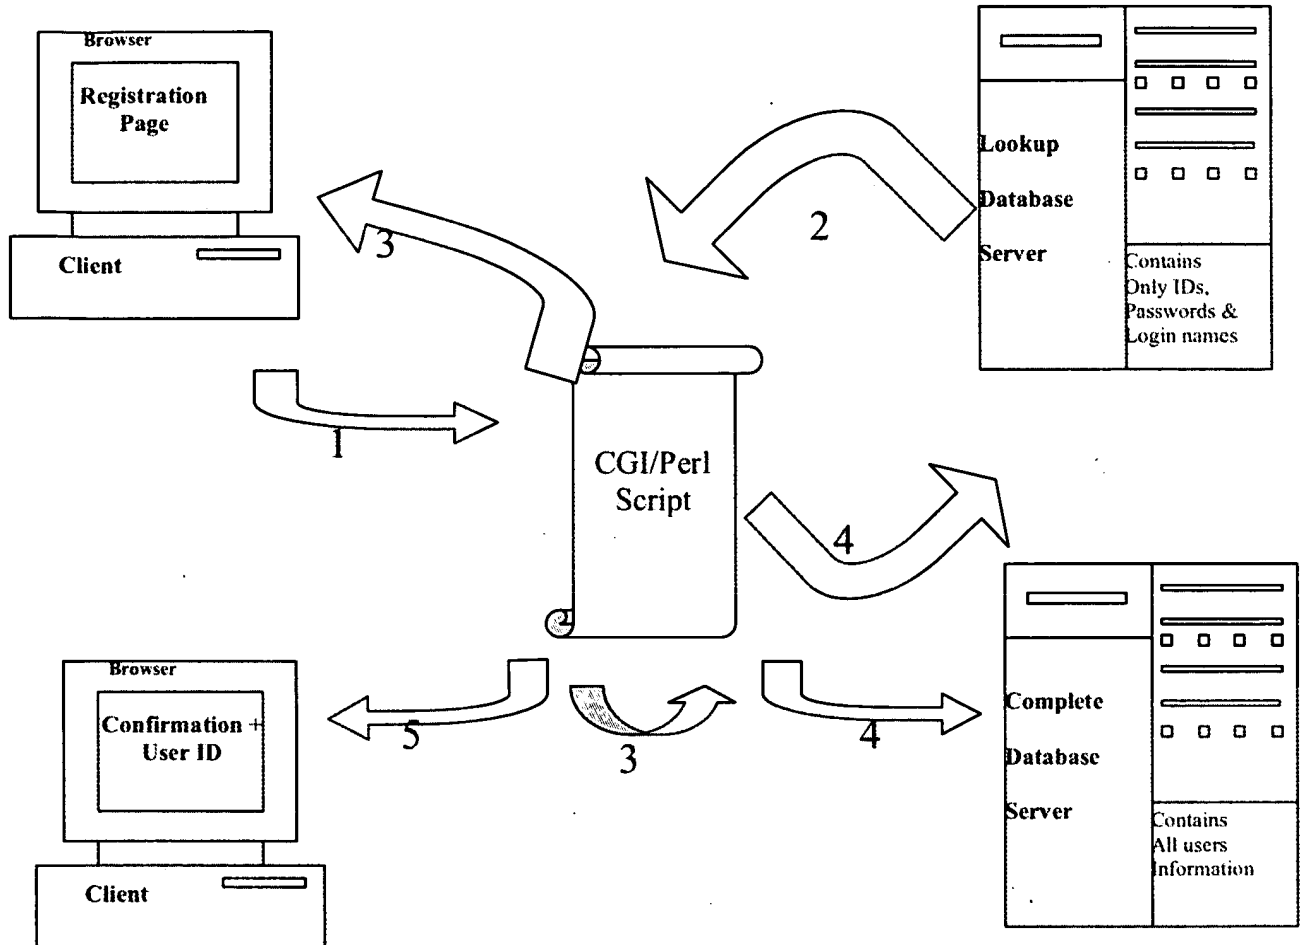 Browser
Registration
Page
Client
Lookup
Database
Server
Contains
Only IDs,
Passwords &
Login names
2
3
1
CGI/Perl
Script
4
Browser
Confirmation +
User ID
Client
5
3
4
Complete
Database
Server
Contains
All users
Information